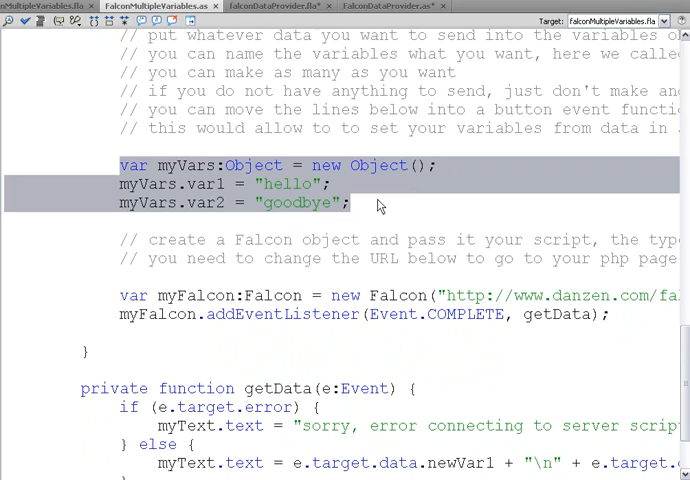 nMultipleVariables.fla × FalconMultipleVariables.as × falconDataProvider.fla* × FalconDataProvider.as* ×
Target: falconMultipleVariables.fla
// put whatever data you want to send into the variables
// you can name the variables what you want, here we called
// you can make as many as you want
// if you do not have anything to send, just don't make
// you can move the lines below into a button event
// this would allow to to set your variables from data in
var myVars:Object = new Object();
myVars.var1 = "hello";
myVars.var2 = "goodbye";
// create a Falcon object and pass it your script, the
// you need to change the URL below to go to your php page
var myFalcon:Falcon = new Falcon("http://www.danzen.com/
myFalcon.addEventListener(Event.COMPLETE, getData);
}
private function getData(e:Event) {
if (e.target.error) {
myText.text = "sorry, error connecting to server
} else {
myText.text = e.target.data.newVar1 + "\n" + e.target.